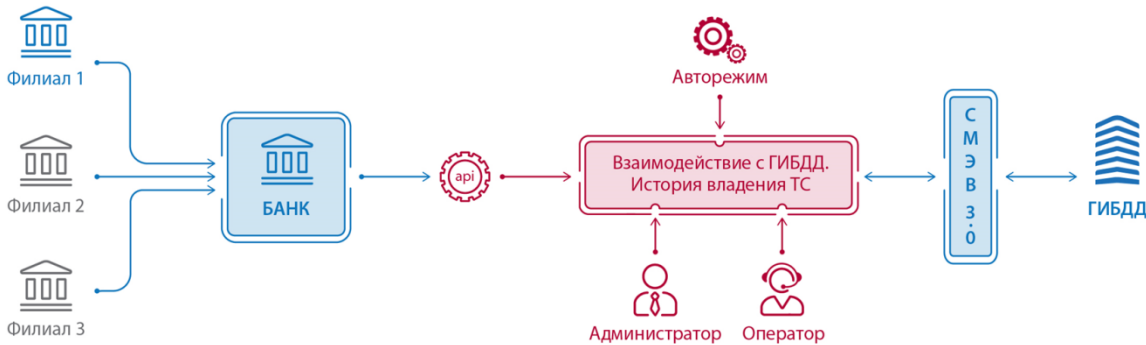 Филиал 1
Филиал 2
Филиал 3
БАНК
api
Авторежим
Взаимодействие с ГИБДД.
История владения ТС
Администратор
Оператор
СМЭВ 3.0
ГИБДД